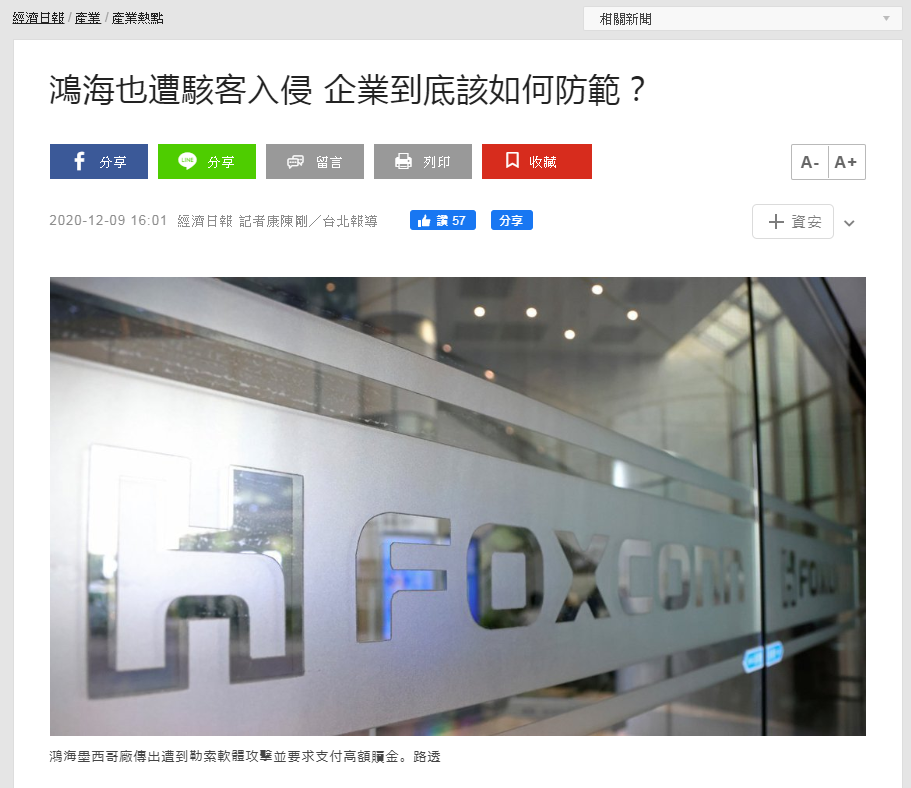 經濟日報 / 產業 / 產業熱點
相關新聞
鴻海也遭駭客入侵 企業到底該如何防範？
分享
LINE 分享
留言
列印
收藏
A- A+
2020-12-09 16:01 經濟日報 記者康陳剛／台北報導
讚 57
分享
資安
FOXCONN
FOXCONN
鴻海墨西哥廠傳出遭到勒索軟體攻擊並要求支付高額贖金。路透